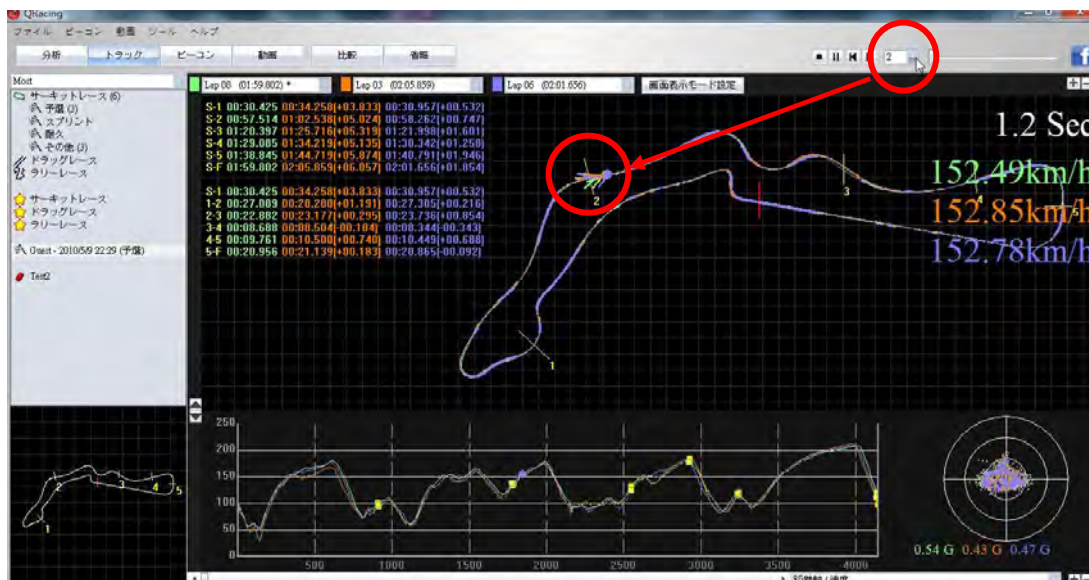 QRacing
ファイル ビーコン 動画 ツール ヘルプ
分析 トラック ビーコン 動画 比較 省略
2
Most
サーキットレース (6)
予選 (3)
スプリント
耐久
その他 (3)
ドラッグレース
ラリーレース
サーキットレース
ドラッグレース
ラリーレース
Guest - 2010/5/9 22:29 (予選)
Test2
Lap 08 (01:59.802) * Lap 03 (02:05.859) Lap 06 (02:01.656) 画面表示モード設定
S-1 00:30.425 00:34.258(+03.833) 00:30.957(+00.532)
S-2 00:57.514 01:02.538(+05.024) 00:58.262(+00.747)
S-3 01:20.397 01:25.716(+05.319) 01:21.998(+01.601)
S-4 01:29.085 01:34.219(+05.135) 01:30.342(+01.258)
S-5 01:38.845 01:44.719(+05.874) 01:40.791(+01.946)
S-F 01:59.802 02:05.859(+06.057) 02:01.656(+01.854)
S-1 00:30.425 00:34.258(+03.833) 00:30.957(+00.532)
1-2 00:27.089 00:28.280(+01.191) 00:27.305(+00.216)
2-3 00:22.882 00:23.177(+00.295) 00:23.736(+00.854)
3-4 00:08.688 00:08.504(-00.184) 00:08.344(-00.343)
4-5 00:09.761 00:10.500(+00.740) 00:10.449(+00.688)
5-F 00:20.956 00:21.139(+00.183) 00:20.865(-00.092)
1.2 Sec
152.49km/h
152.85km/h
152.78km/h
2
3
4
5
1
2 3 4 5
1
250
200
150
100
50
0
500 1000 1500 2000 2500 3000 3500 4000
0.54 G 0.43 G 0.47 G